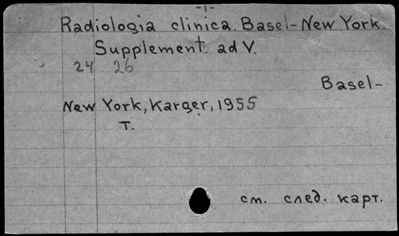 -1-
Radiologia clinica. Basel-New York.
Supplement. ad V.
24 26
Basel-
New York, Karger, 1955
T.
см. след. карт.